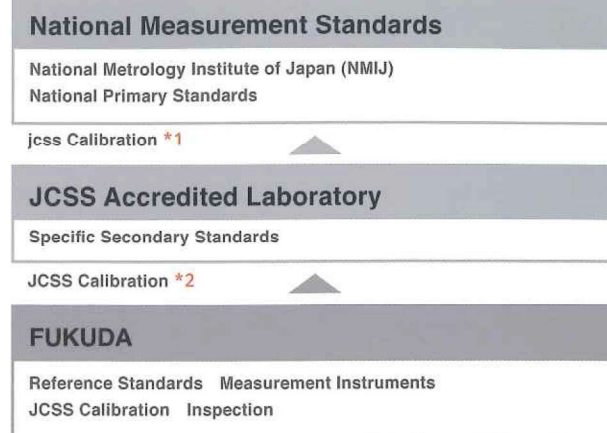 National Measurement Standards
National Metrology Institute of Japan (NMIJ)
National Primary Standards
jcss Calibration *1
JCSS Accredited Laboratory
Specific Secondary Standards
JCSS Calibration *2
FUKUDA
Reference Standards Measurement Instruments
JCSS Calibration Inspection